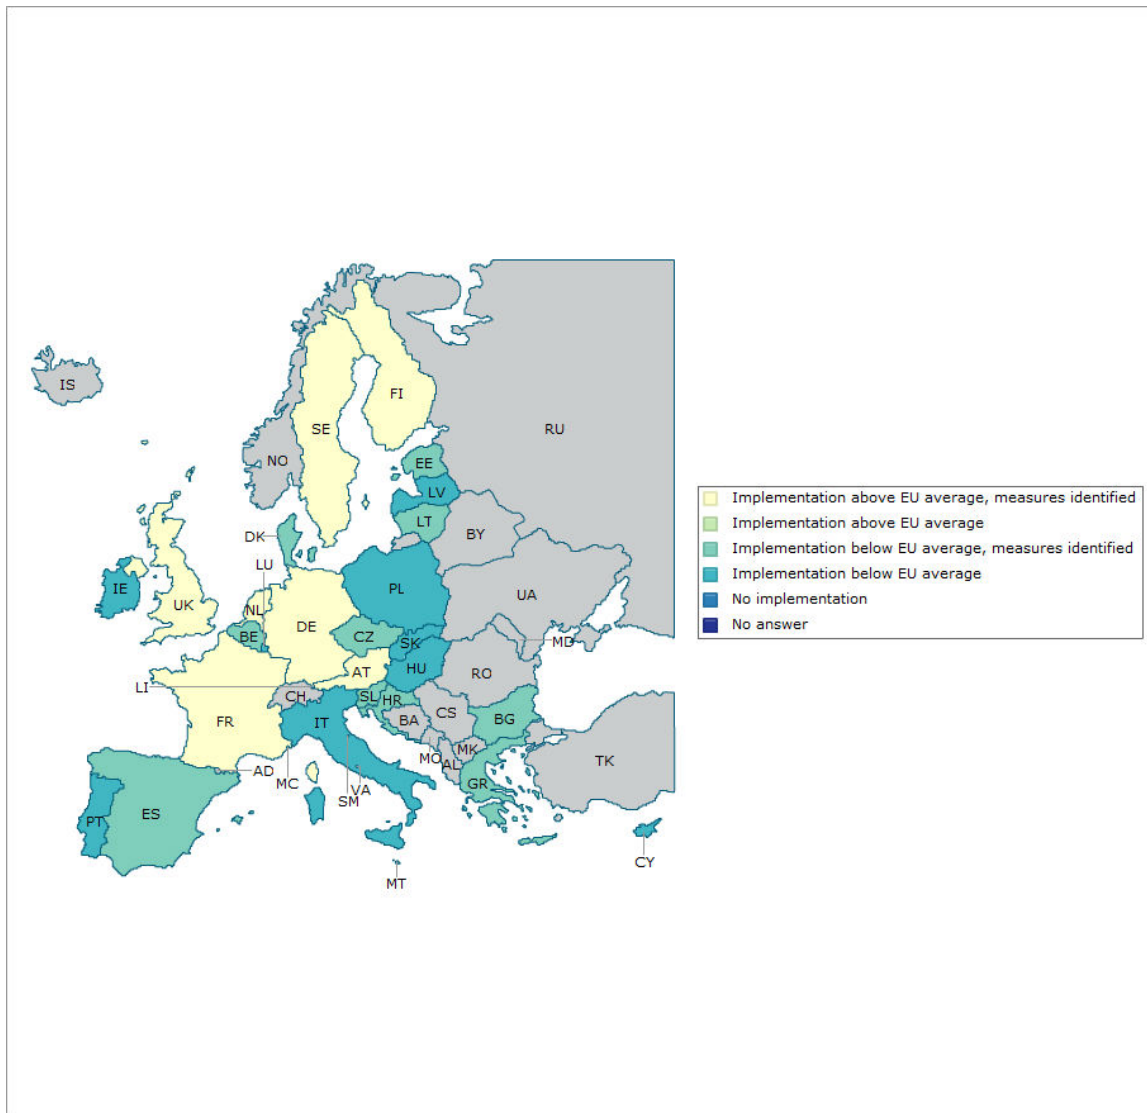 IS
FI
SE
RU
NO
EE
LV
LT
DK
BY
LU
IE
PL
UA
UK
NL
DE
BE
CZ
SK
MD
HU
AT
RO
LI
CH
SL
HR
FR
IT
BA
CS
BG
MK
MO
AL
TK
AD
MC
VA
SM
GR
ES
PT
CY
MT
Implementation above EU average, measures identified
Implementation above EU average
Implementation below EU average, measures identified
Implementation below EU average
No implementation
No answer